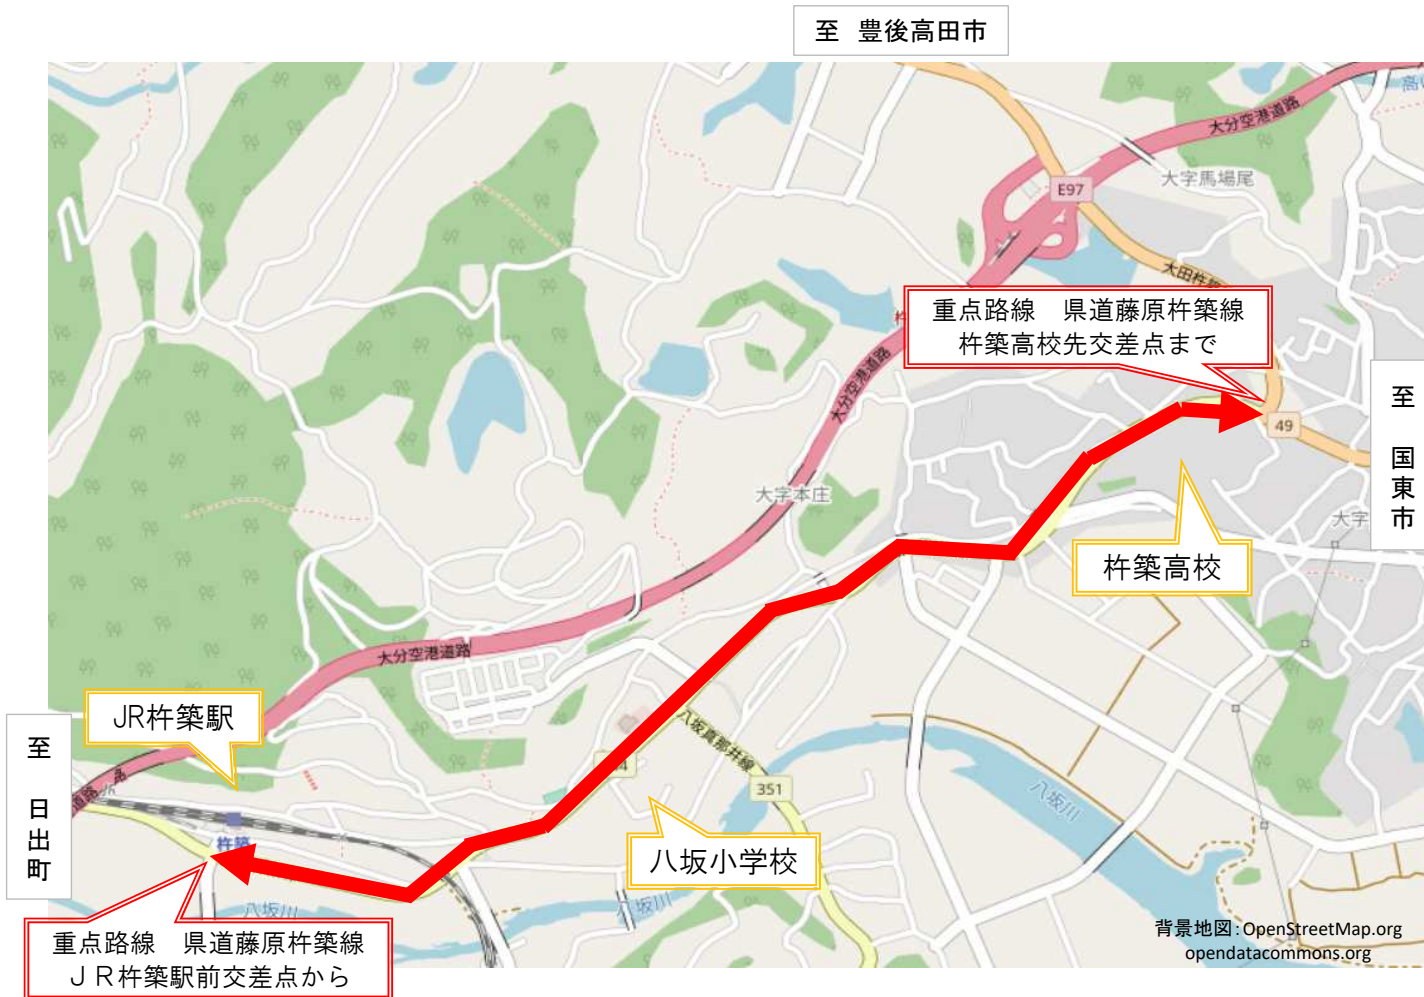 至 豊後高田市
大分空港道路
大字馬場尾
E97
大田杵
重点路線 県道藤原杵築線
杵築高校先交差点まで
至 国東市
大分空港道路
49
大字本庄
大字
杵築高校
大分空港道路
JR杵築駅
至 日出町
道路
八坂真那井線
4
351
八坂川
杵築
八坂小学校
八坂川
八坂川
重点路線 県道藤原杵築線
JR杵築駅前交差点から
背景地図:OpenStreetMap.org
opendatacommons.org